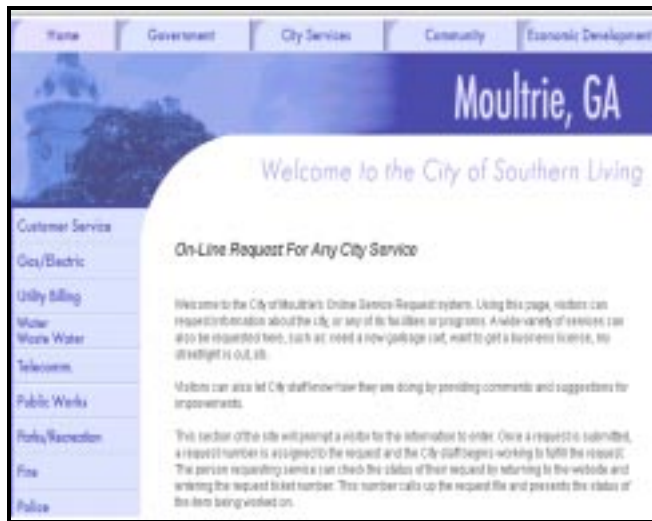 Home Government City Services Community Economic Development
Moultrie, GA
Welcome to the City of Southern Living
Customer Service
Gas/Electric
Utility Billing
Water
Waste Water
Telecomm.
Public Works
Parks/Recreation
Fire
Police
On-Line Request For Any City Service
Welcome to the City of Moultrie's Online Service Request system. Using this page, visitors can
request information about the city, or any of its facilities or programs. A wide variety of services can
also be requested here, such as: need a new garbage cart, want to get a business license, my
streetlight is out, etc.
Visitors can also let City staff know how they are doing by providing comments and suggestions for
improvements.
This section of the site will prompt a visitor for the information to enter. Once a request is submitted,
a request number is assigned to the request and the City staff begins working to fulfill the request.
The person requesting service can check the status of their request by returning to the website and
entering the request ticket number. This number calls up the request file and presents the status of
the item being worked on.